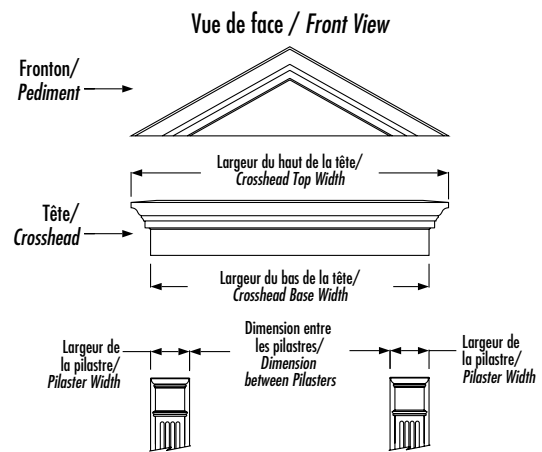 Vue de face / Front View
Fronton/
Pediment
Largeur du haut de la tête/
Crosshead Top Width
Tête/
Crosshead
Largeur du bas de la tête/
Crosshead Base Width
Largeur de
la pilastre/
Pilaster Width
Dimension entre
les pilastres/
Dimension
between Pilasters
Largeur de
la pilastre/
Pilaster Width